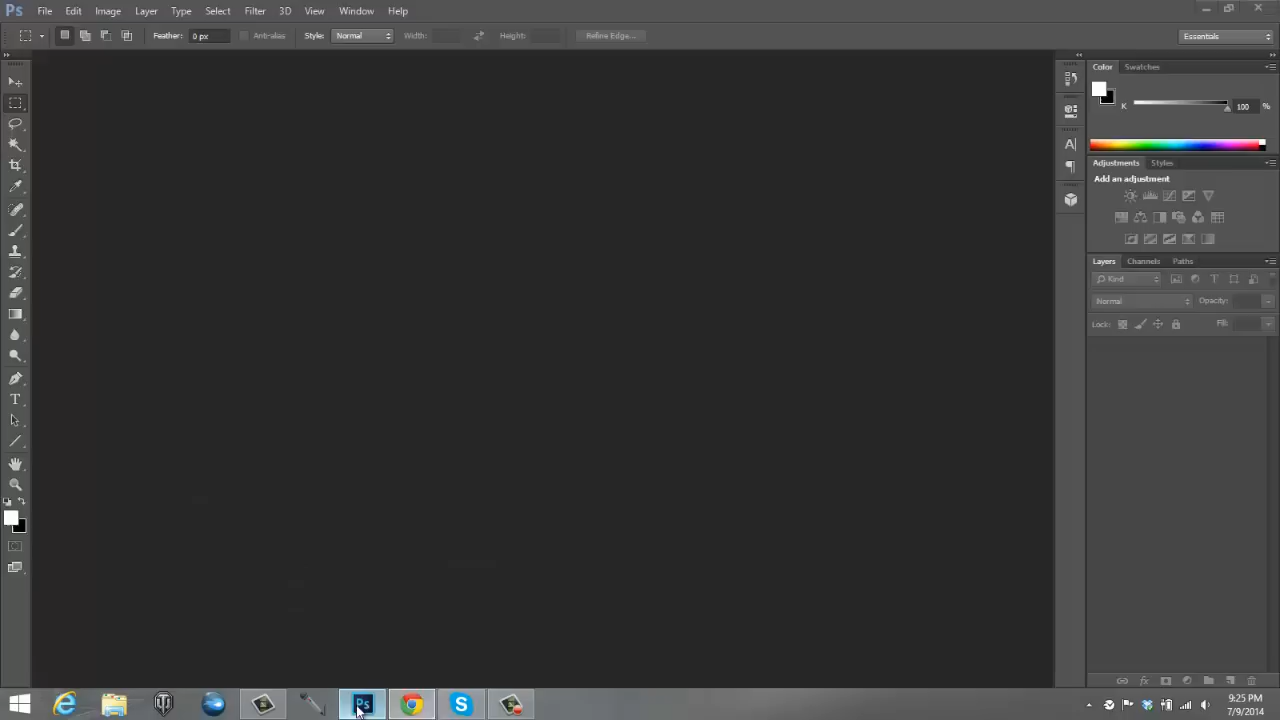 Ps File Edit Image Layer Type Select Filter 3D View Window Help
Feather: 0 px Anti-alias Style: Normal Width: Height: Refine Edge... Essentials
Color Swatches
K 100 %
Adjustments Styles
Add an adjustment
Layers Channels Paths
Kind
Normal Opacity:
Lock: Fill:
Ps
9:25 PM
7/9/2014